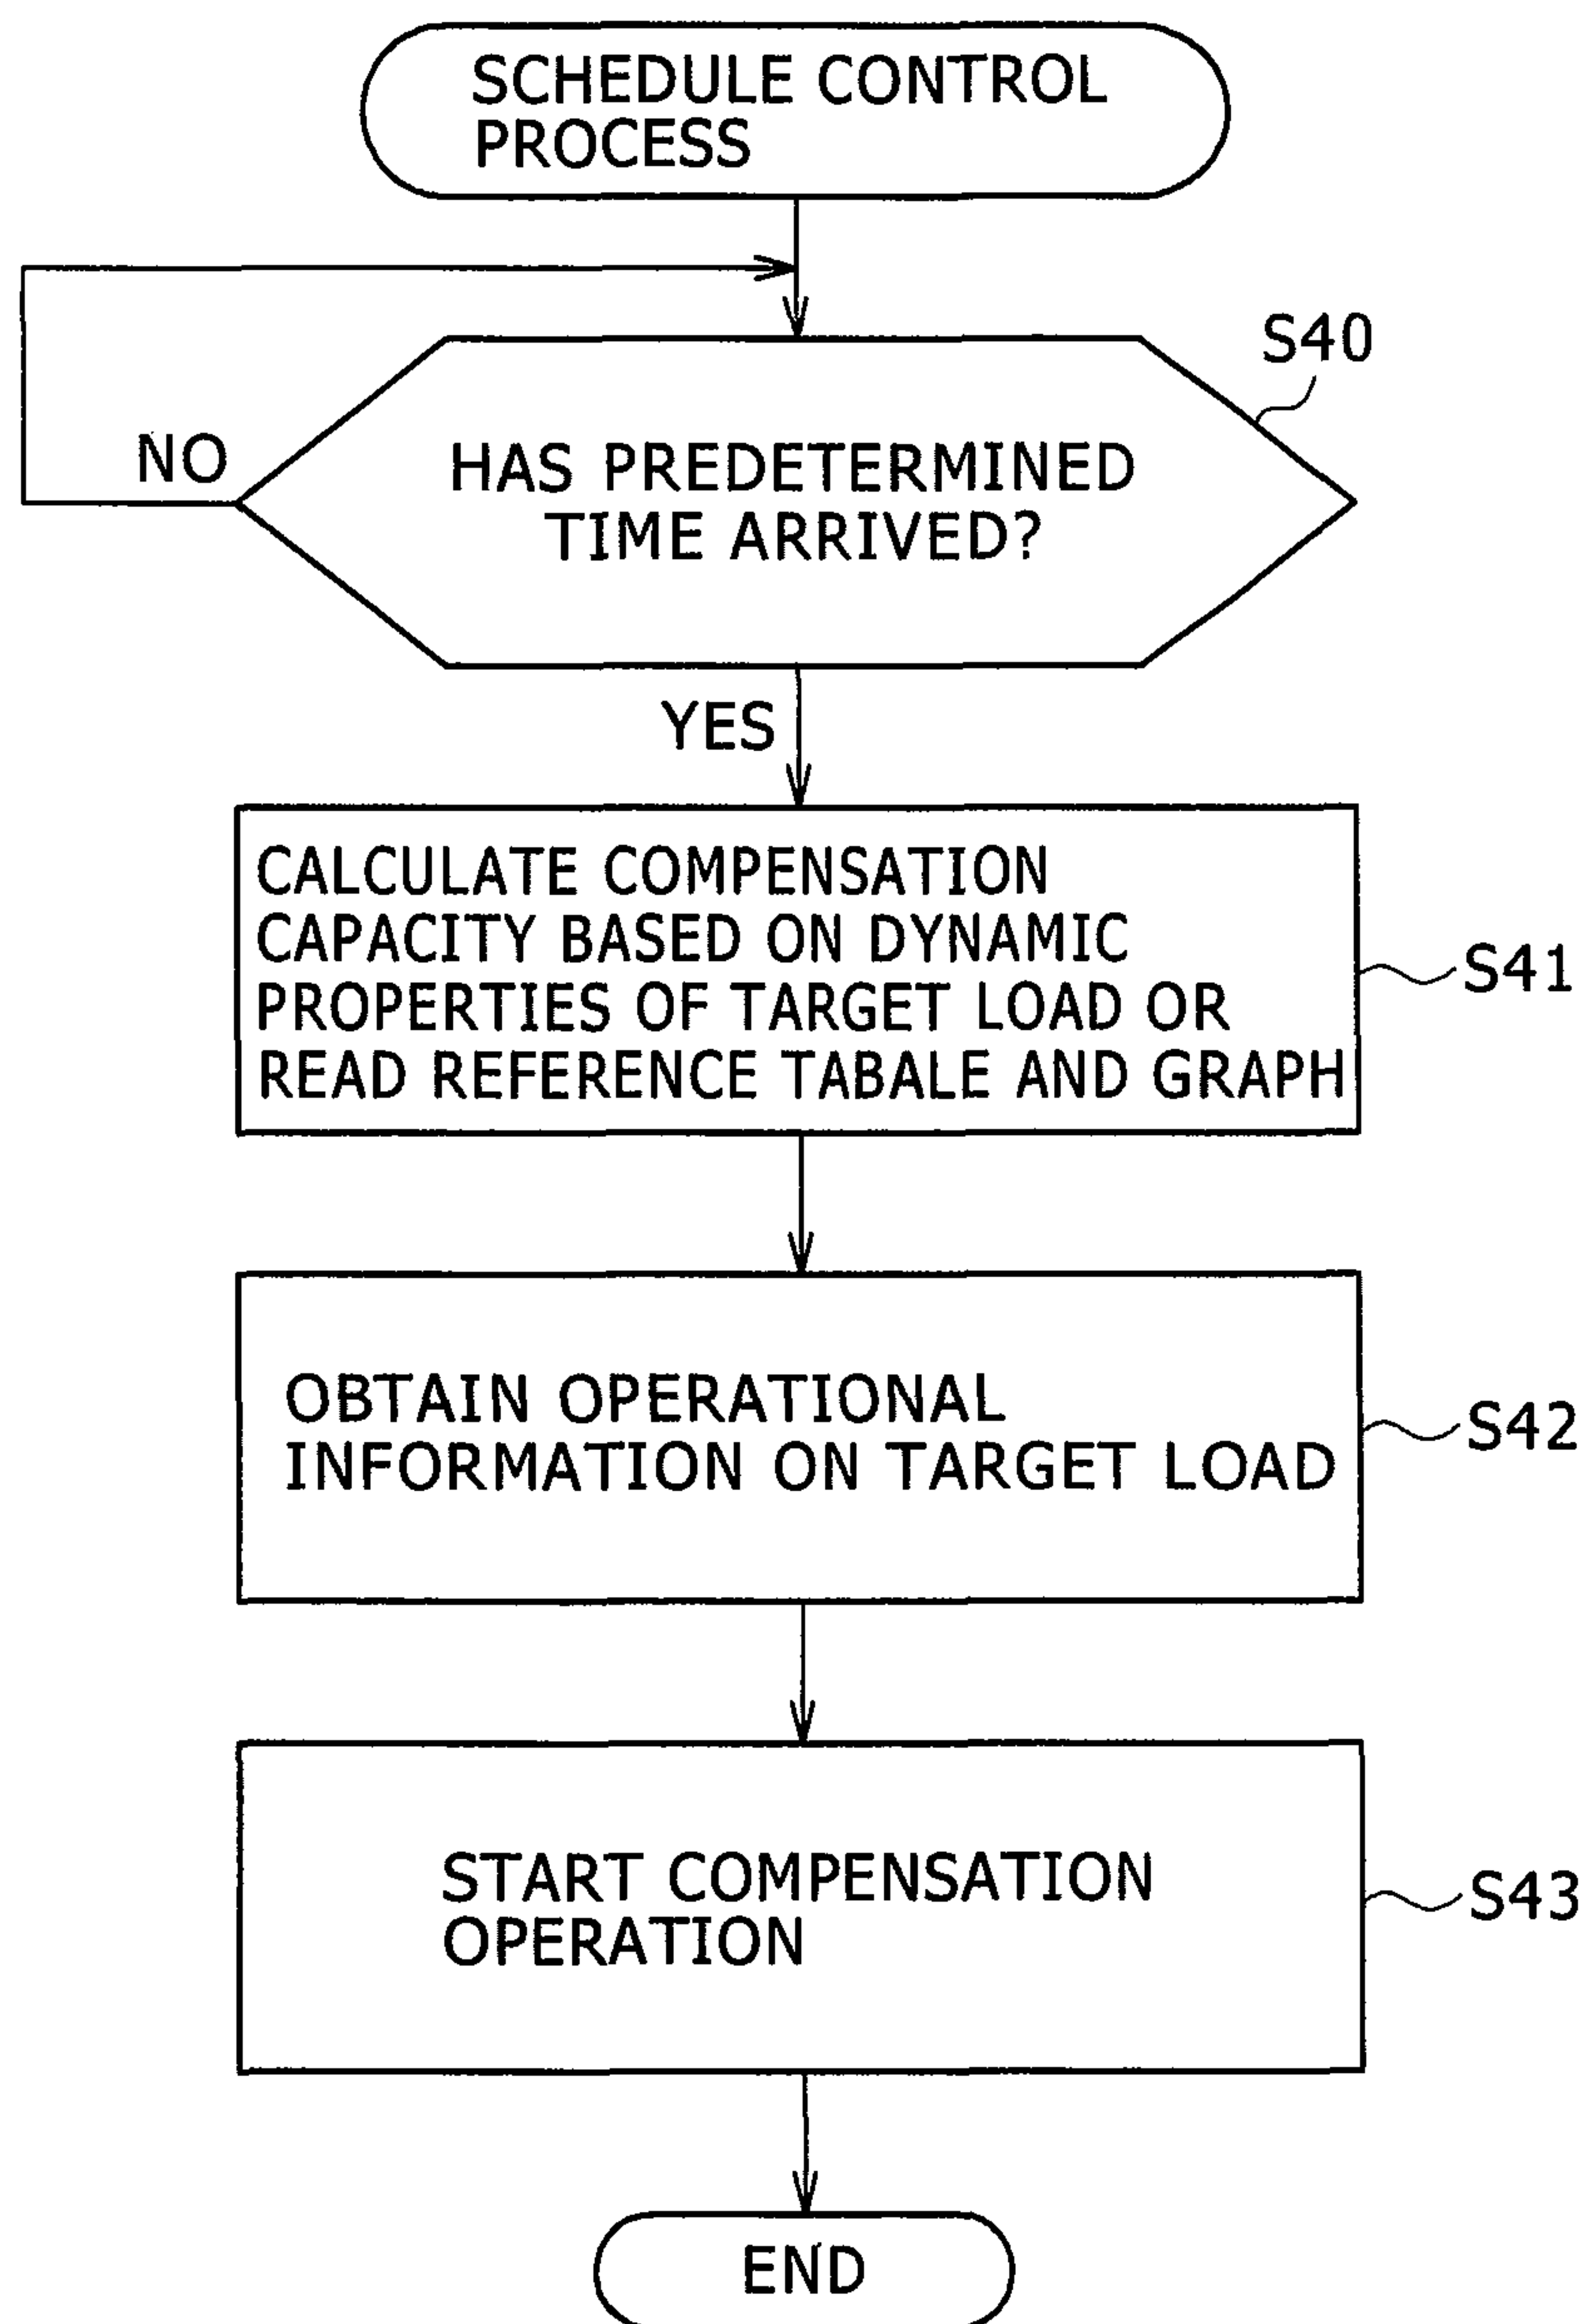 SCHEDULE CONTROL
PROCESS
S40
NO
HAS PREDETERMINED
TIME ARRIVED?
YES
CALCULATE COMPENSATION
CAPACITY BASED ON DYNAMIC
PROPERTIES OF TARGET LOAD OR
READ REFERENCE TABALE AND GRAPH
S41
OBTAIN OPERATIONAL
INFORMATION ON TARGET LOAD
S42
START COMPENSATION
OPERATION
S43
END